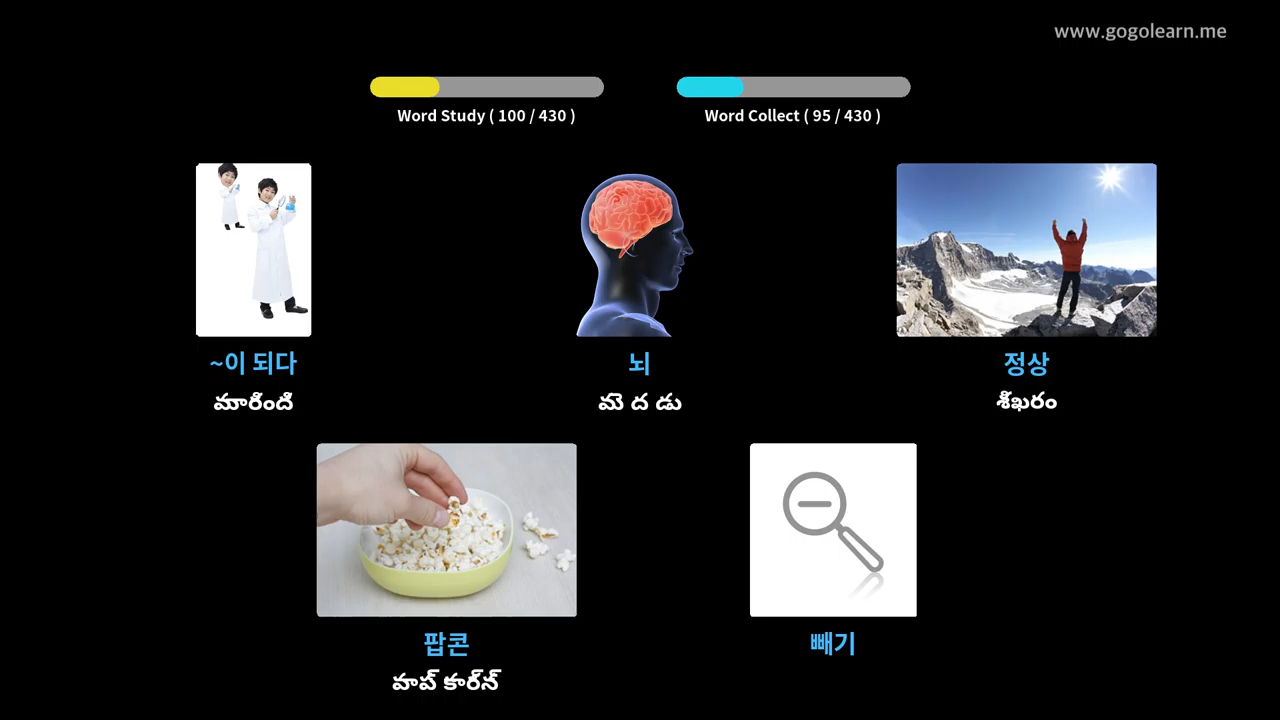 www.gogolearn.me
Word Study ( 100 / 430 )
Word Collect ( 95 / 430 )
~이 되다
뇌
정상
మారింది
మె ద డు
శిఖరం
팝콘
빼기
పాప్ కార్న్